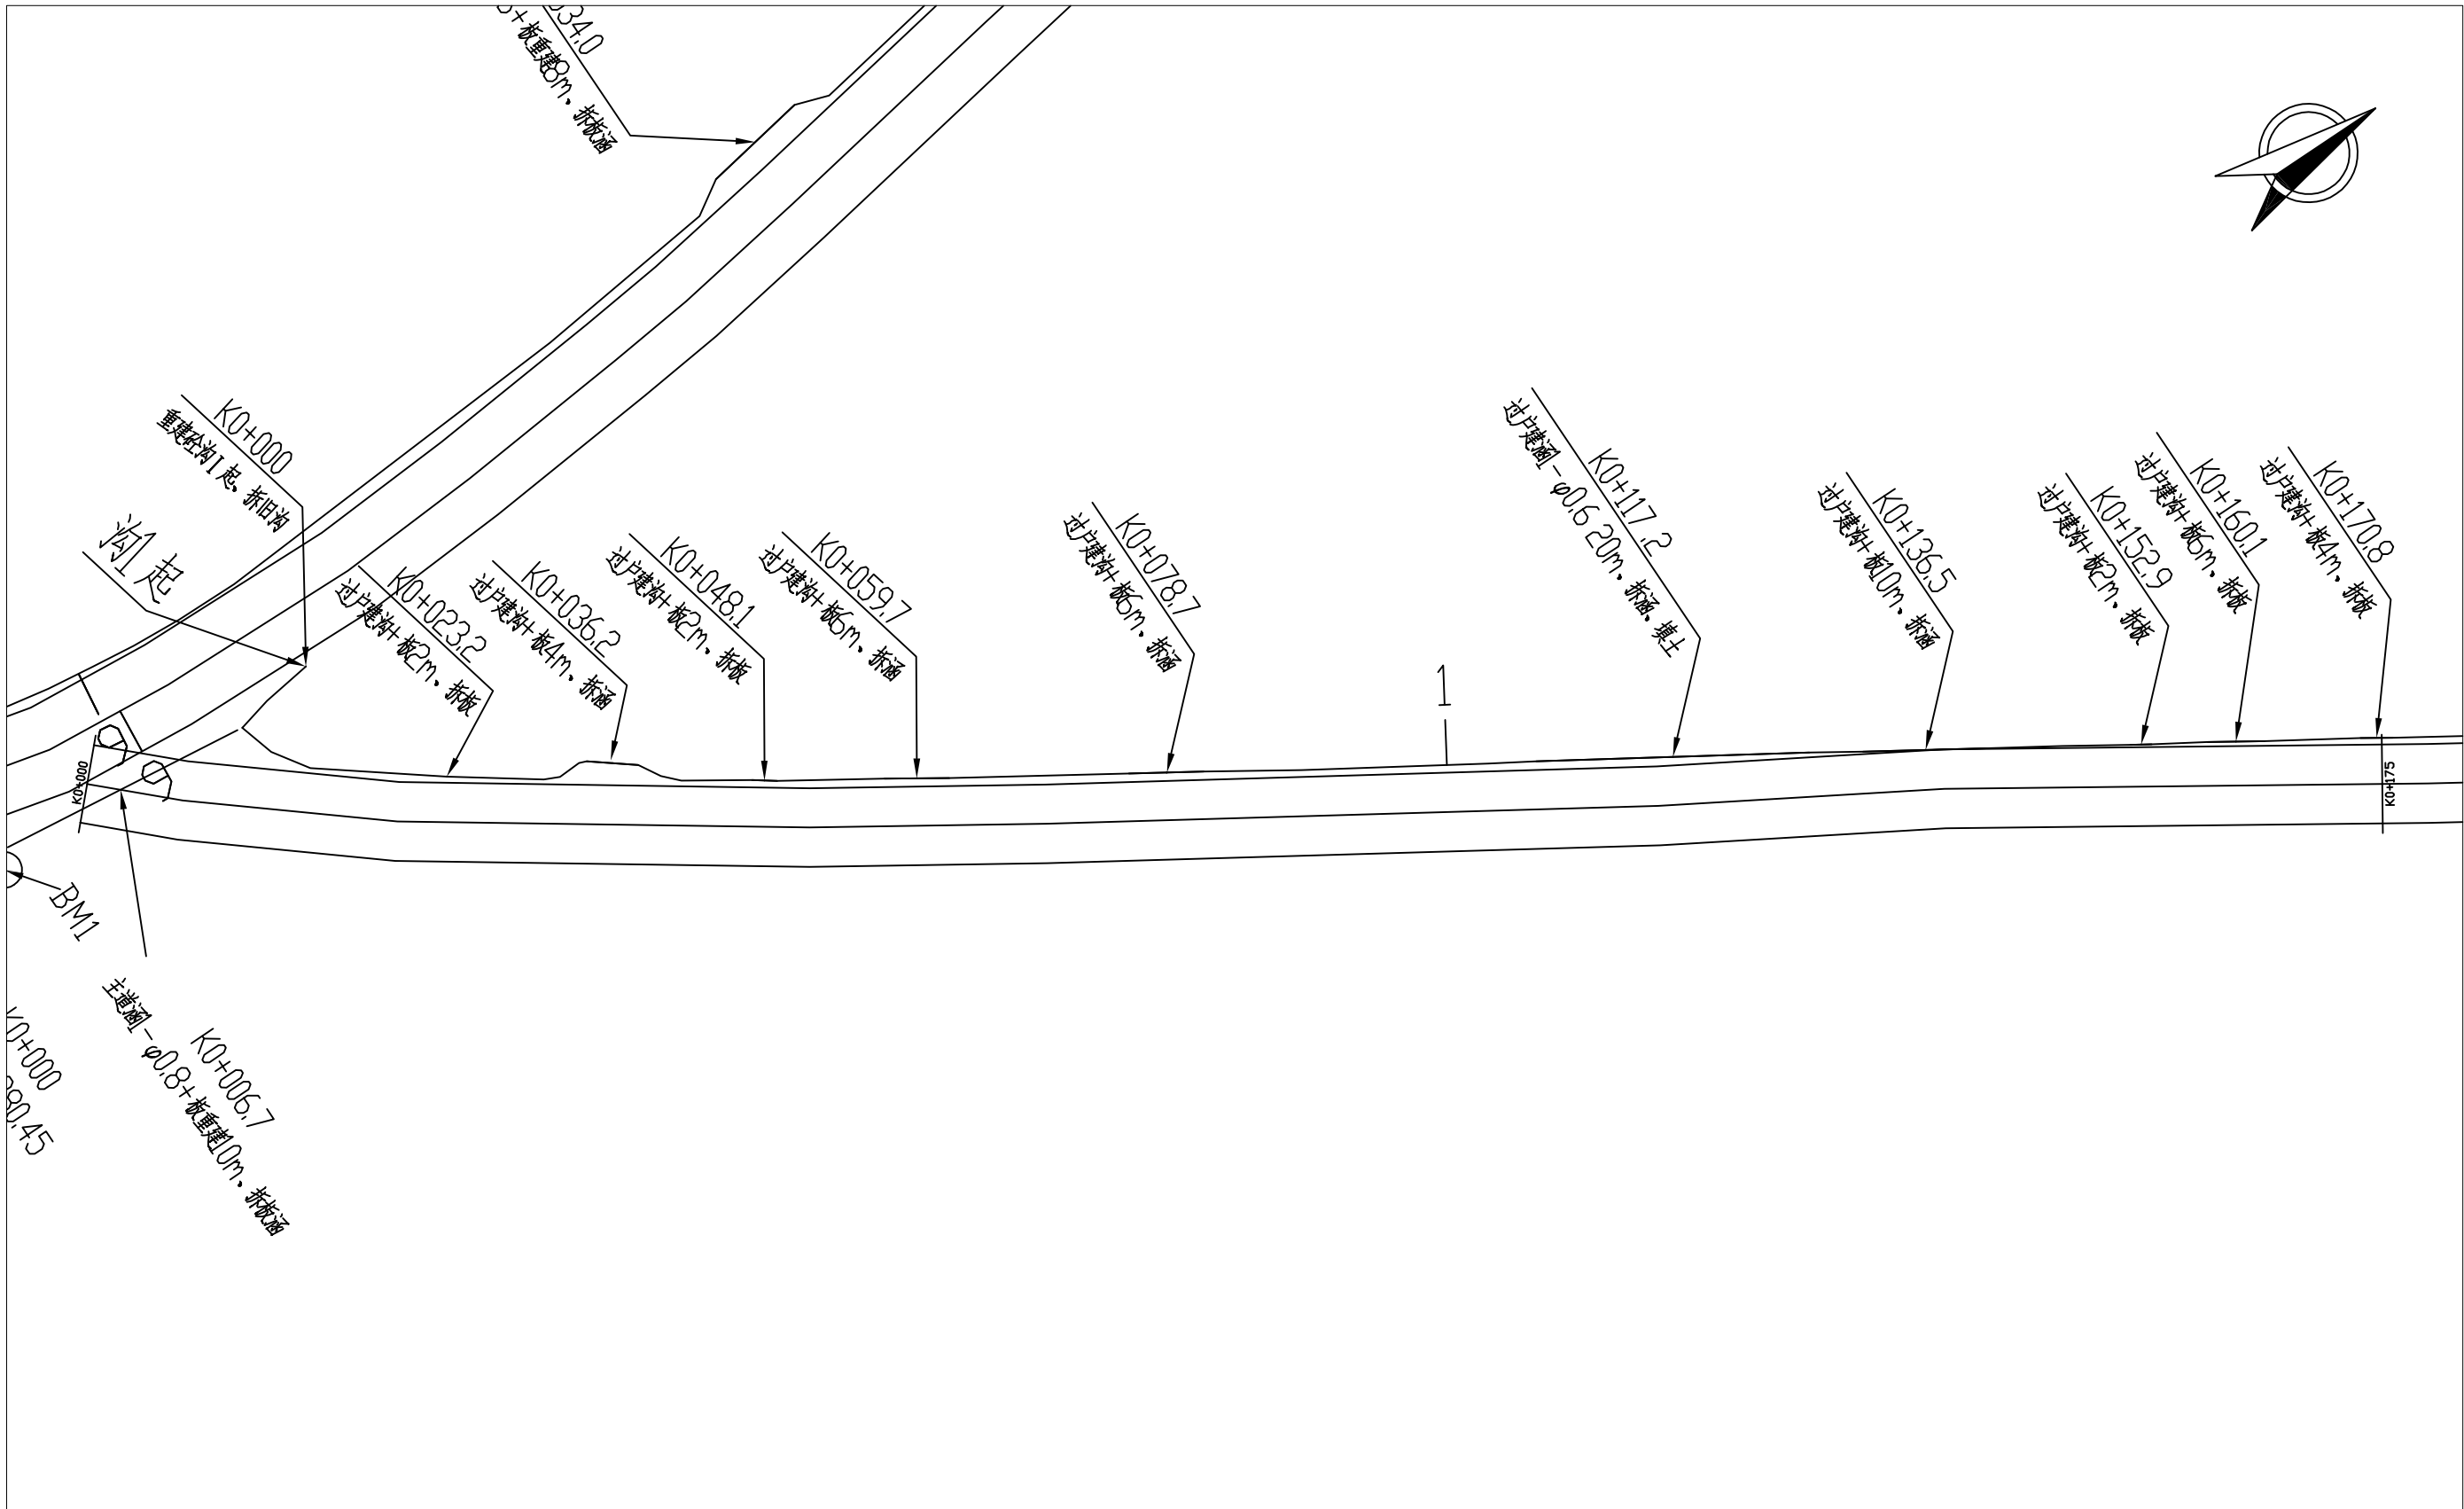 34.0
+板重建8m、拆板涵
K0+000
重建砼沟I起、拆旧沟
沟1起
K0+023.2
过户建沟+板2m、拆板
K0+036.2
过户建沟+板4m、拆涵
K0+048.1
过户建沟+板2m、拆板
K0+059.7
过户建沟+板6m、拆涵
K0+078.7
过户建沟+板6m、拆涵
1
K0+117.2
过户建涵1-φ0.6 20m、拆涵、填土
K0+136.5
过户建沟+板10m、拆涵
K0+152.9
过户建沟+板2m、拆板
K0+160.1
过户建沟+板6m、拆板
K0+170.8
过户建沟+板4m、拆板
K0+000
K0+175
BM1
K0+006.7
主道涵1-φ0.8+板重建10m、拆板涵
K0+000
80.45